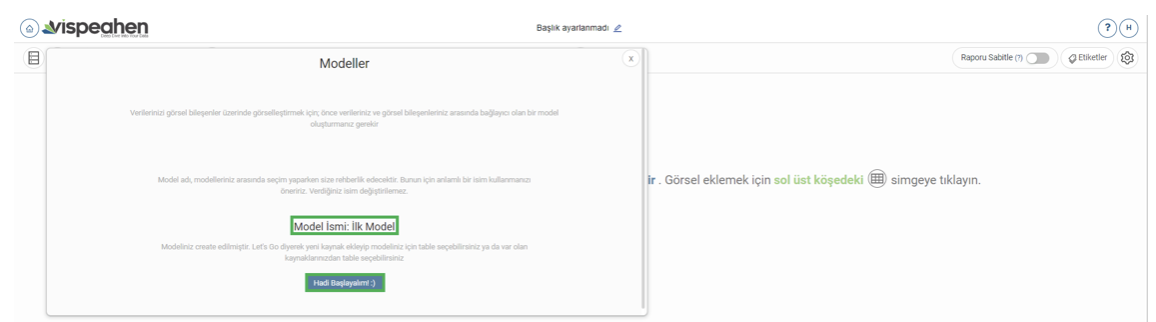 vispeahen
Deep Dive Into Your Data
Başlık ayarlanmadı
?
H
Modeller
x
Raporu Sabitle (?)
Etiketler
Verilerinizi görsel bileşenler üzerinde görselleştirmek için; önce verileriniz ve görsel bileşenleriniz arasında bağlayıcı olan bir model
oluşturmanız gerekir
Model adı, modelleriniz arasında seçim yaparken size rehberlik edecektir. Bunun için anlamlı bir isim kullanmanızı
öneririz. Verdiğiniz isim değiştirilemez.
ir . Görsel eklemek için sol üst köşedeki simgeye tıklayın.
Model İsmi: İlk Model
Modeliniz create edilmiştir. Let's Go diyerek yeni kaynak ekleyip modeliniz için table seçebilirsiniz ya da var olan
kaynaklarınızdan table seçebilirsiniz
Hadi Başlayalım! :)